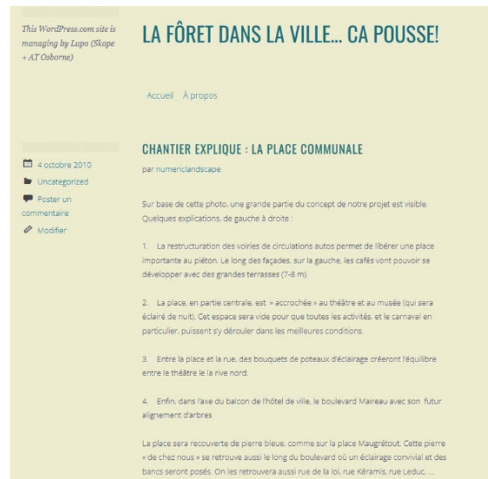 This WordPress.com site is
managing by Lupo (Skope
+ AT Osborne)
LA FÔRET DANS LA VILLE... CA POUSSE!
Accueil À propos
4 octobre 2010
Uncategorized
Poster un
commentaire
Modifier
CHANTIER EXPLIQUE : LA PLACE COMMUNALE
par numericlandscape
Sur base de cette photo, une grande partie du concept de notre projet est visible.
Quelques explications, de gauche à droite :
1. La restructuration des voiries de circulations autos permet de libérer une place
importante au piéton. Le long des façades, sur la gauche, les cafés vont pouvoir se
développer avec des grandes terrasses (7-8 m)
2. La place, en partie centrale, est « accrochée » au théâtre et au musée (qui sera
éclairé de nuit). Cet espace sera vide pour que toutes les activités, et le carnaval en
particulier, puissent s'y dérouler dans les meilleures conditions.
3. Entre la place et la rue, des bouquets de poteaux d'éclairage créeront l'équilibre
entre le théâtre le la rive nord.
4. Enfin, dans l'axe du balcon de l'hôtel de ville, le boulevard Maireau avec son futur
alignement d'arbres
La place sera recouverte de pierre bleue, comme sur la place Maugrétout. Cette pierre
« de chez nous » se retrouve aussi le long du boulevard où un éclairage convivial et des
bancs seront posés. On les retrouvera aussi rue de la loi, rue Kéramis, rue Leduc, ...